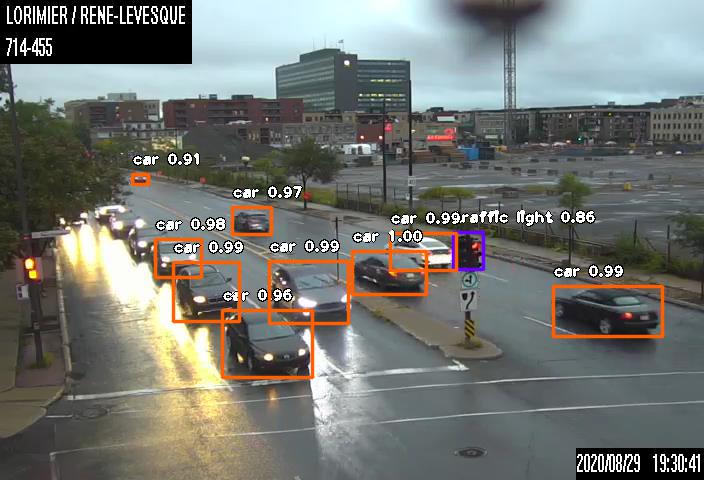 LORIMIER / RENE-LEVESQUE
714-455
car 0.91
car 0.97
car 0.98
car 0.99
car 0.99
car 0.99
raffic light 0.86
car 1.00
car 0.99
car 0.96
2020/08/29 19:30:41